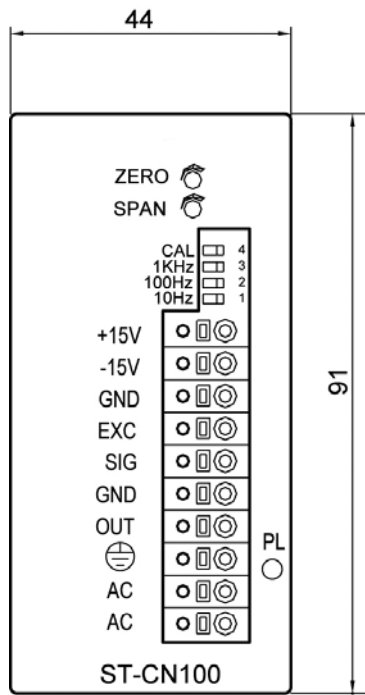 44
ZERO
SPAN
CAL 4
1KHz 3
100Hz 2
10Hz 1
+15V
-15V
GND
EXC
SIG
GND
OUT
PL
AC
AC
91
ST-CN100